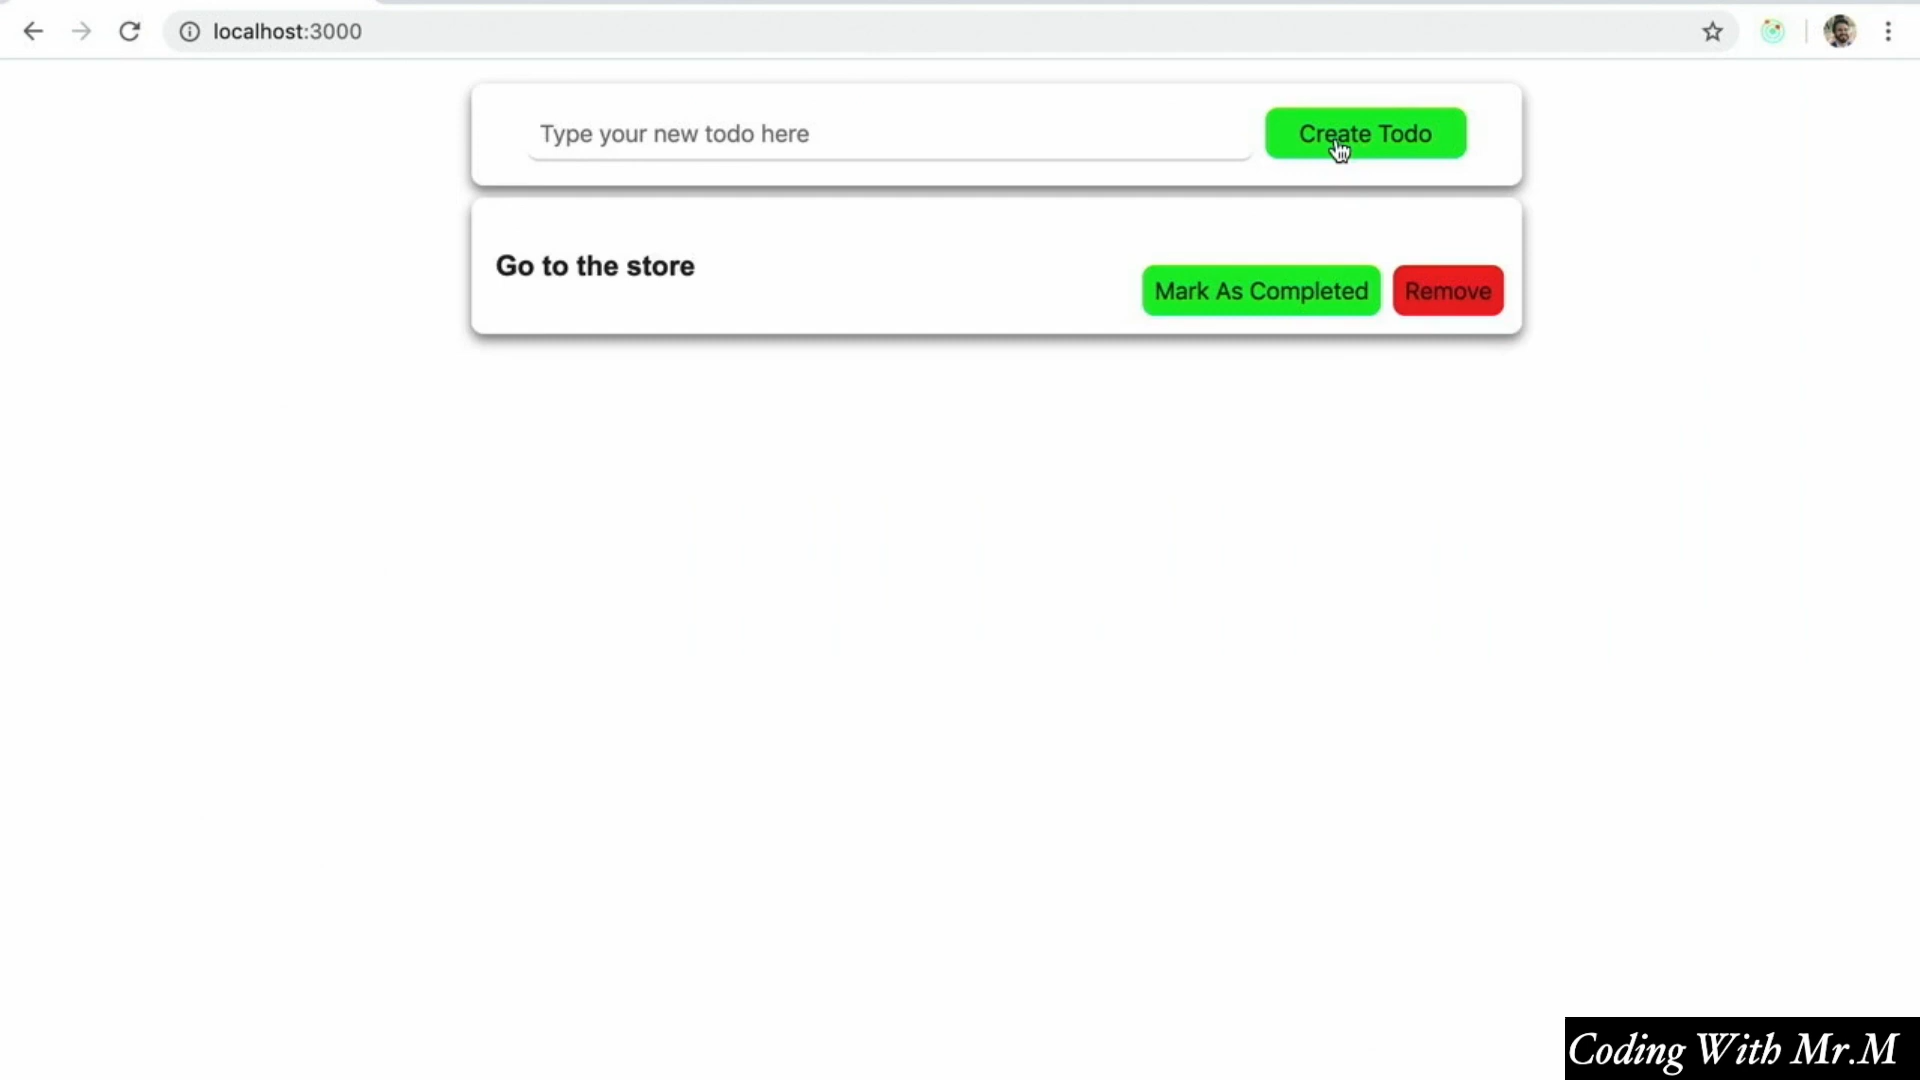 localhost:3000
Type your new todo here
Create Todo
Go to the store
Mark As Completed
Remove
Coding With Mr.M